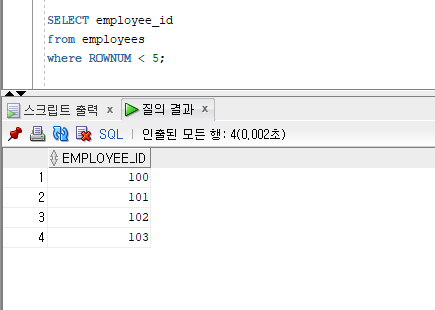 SELECT employee_id
from employees
where ROWNUM < 5;
스크립트 출력 x 질의 결과 x
SQL | 인출된 모든 행: 4(0,002초)
EMPLOYEE_ID
1 100
2 101
3 102
4 103